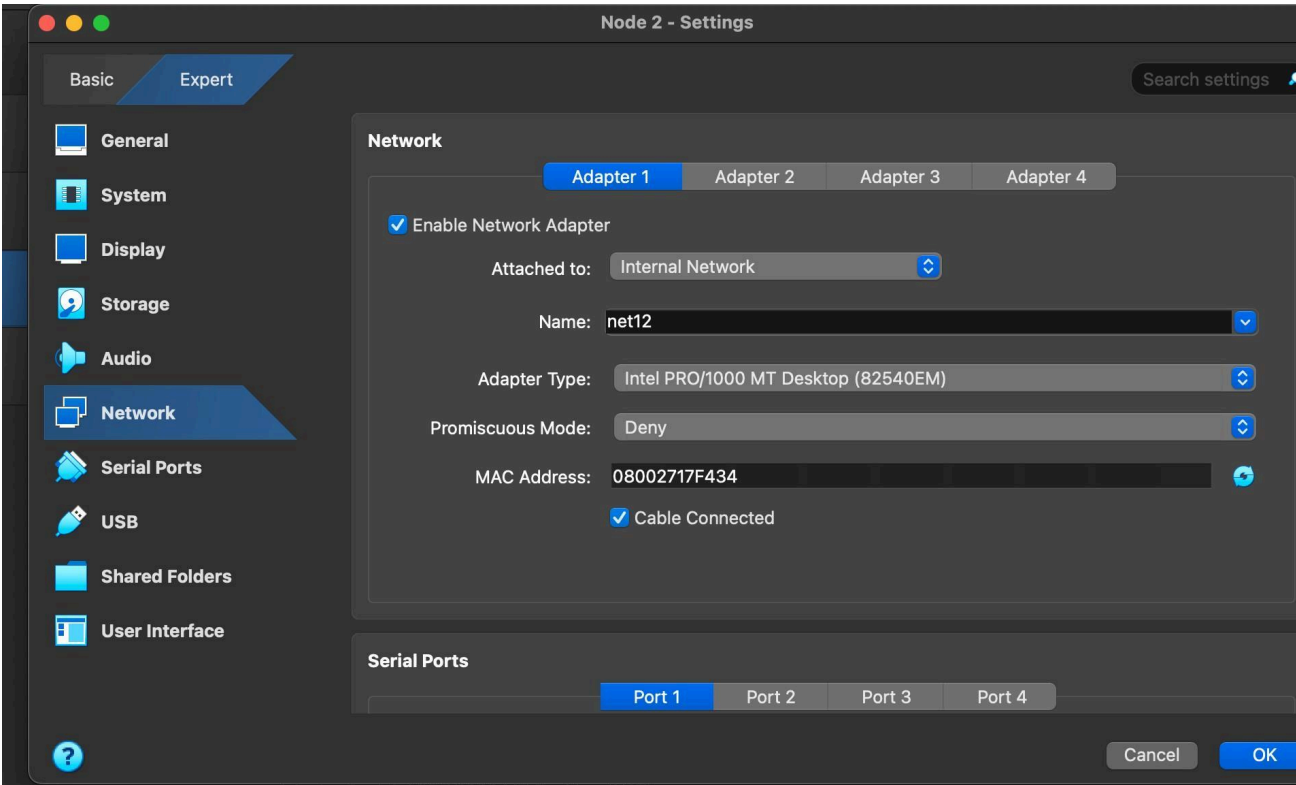 Node 2 - Settings
Basic
Expert
Search settings
General
System
Display
Storage
Audio
Network
Serial Ports
USB
Shared Folders
User Interface
Network
Adapter 1
Adapter 2
Adapter 3
Adapter 4
Enable Network Adapter
Attached to: Internal Network
Name: net12
Adapter Type: Intel PRO/1000 MT Desktop (82540EM)
Promiscuous Mode: Deny
MAC Address: 08002717F434
Cable Connected
Serial Ports
Port 1
Port 2
Port 3
Port 4
?
Cancel
OK